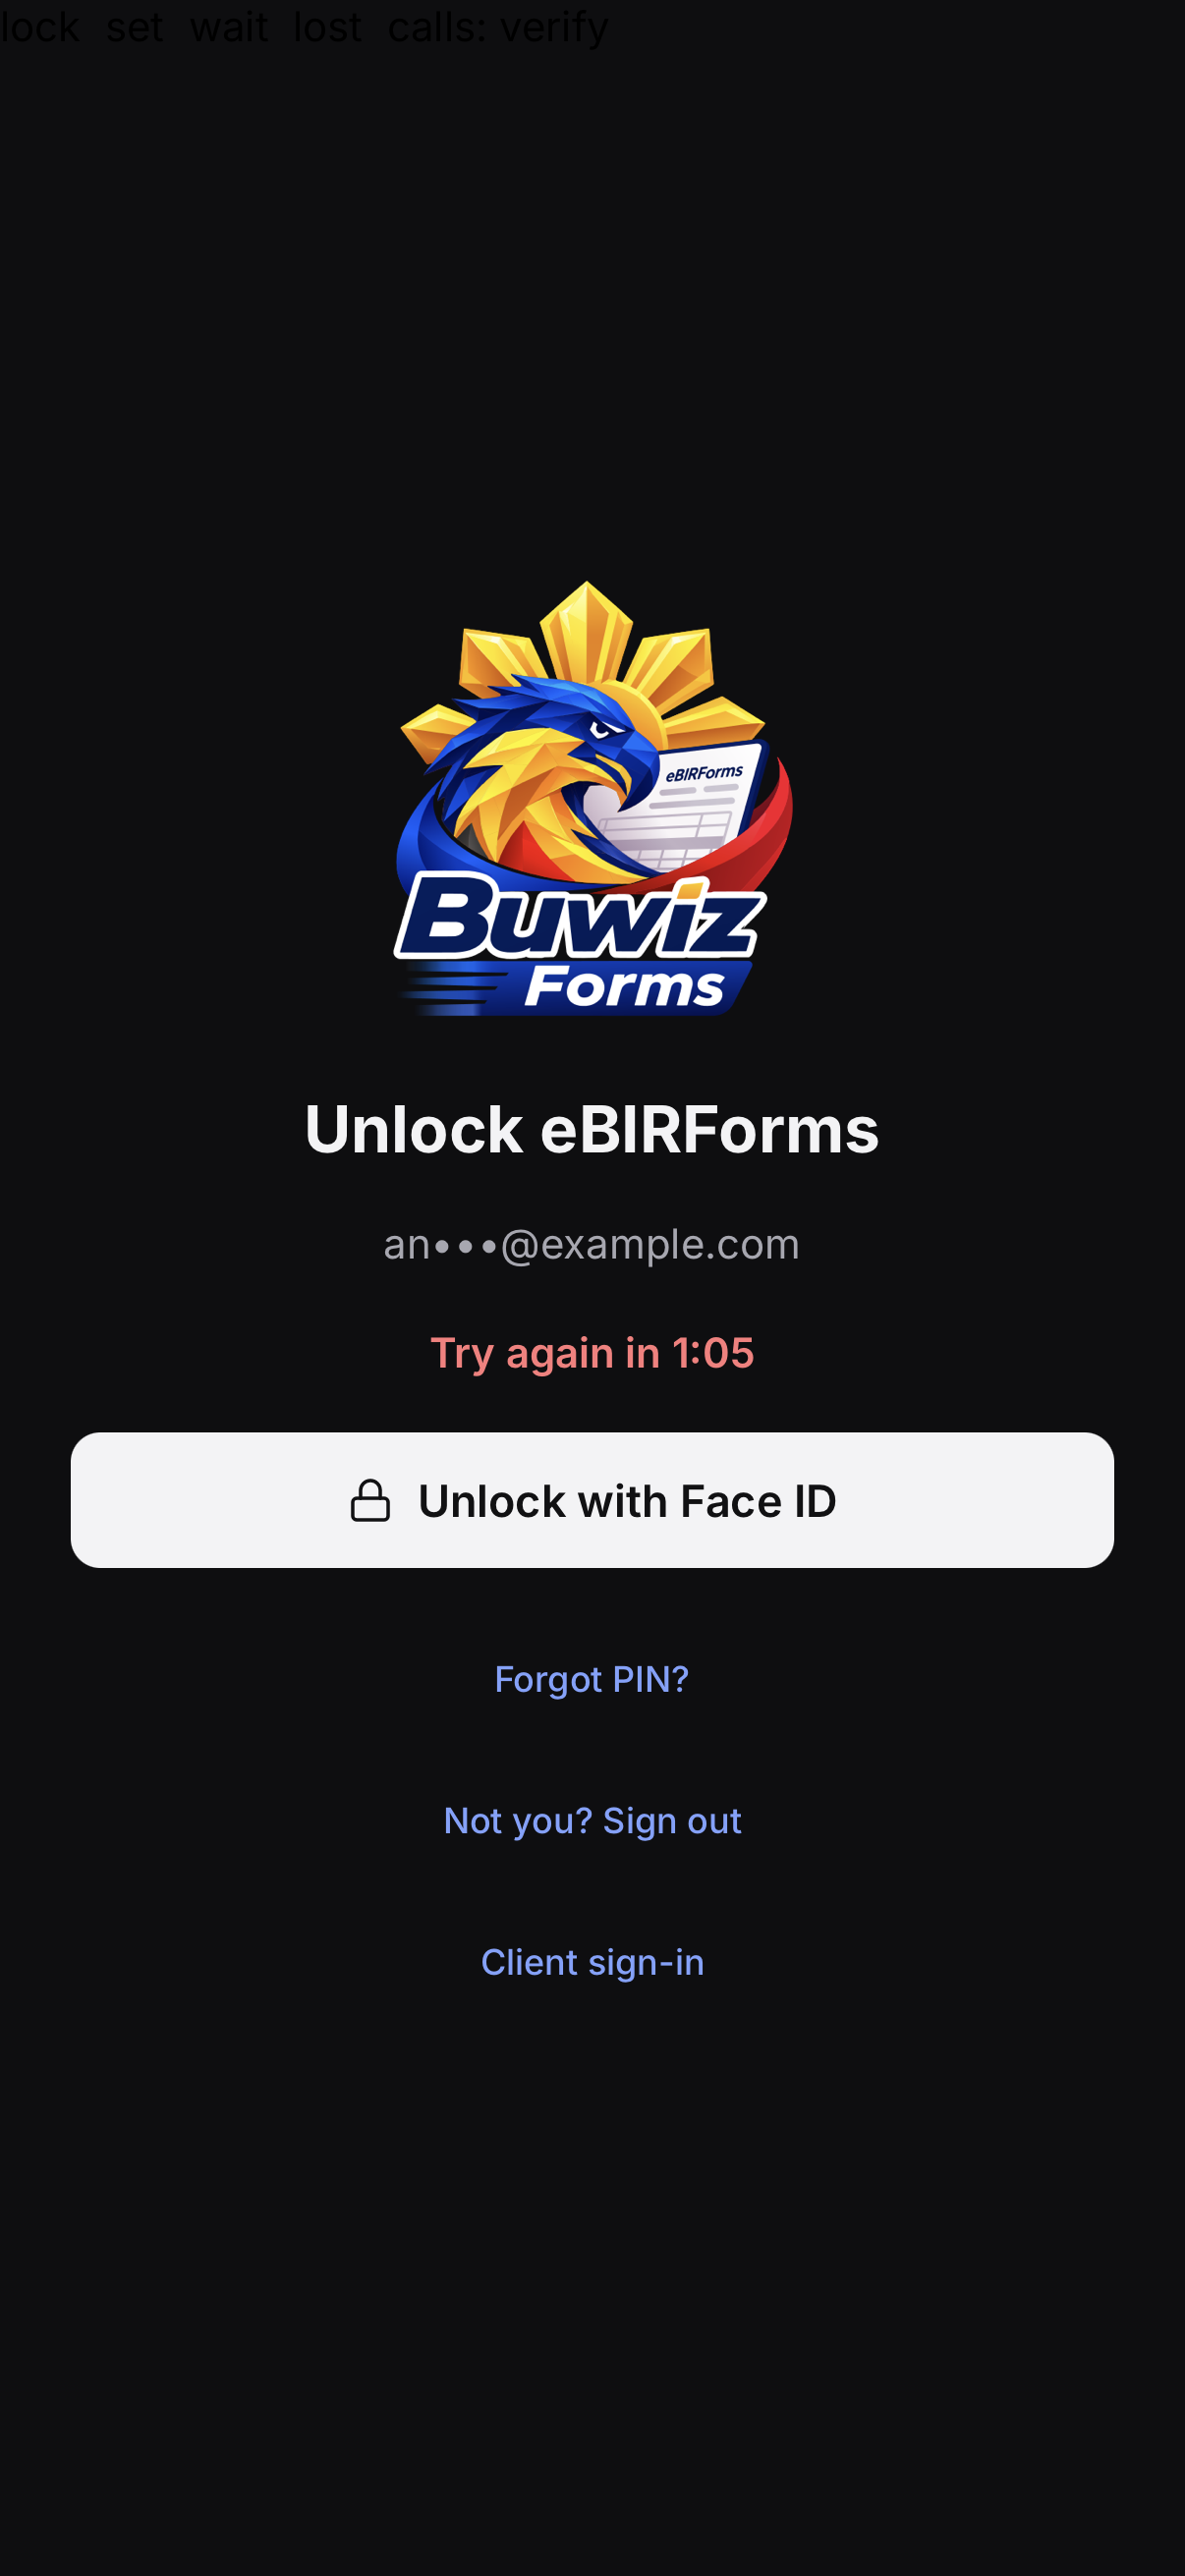 lock set wait lost calls: verify
eBIRForms
Buwiz
Forms
Unlock eBIRForms
an•••@example.com
Try again in 1:05
Unlock with Face ID
Forgot PIN?
Not you? Sign out
Client sign-in